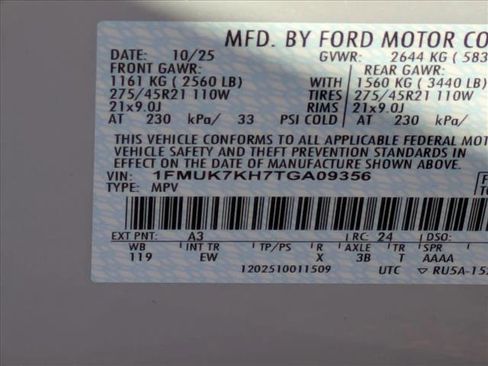 MFD. BY FORD MOTOR CO
DATE: 10/25 GVWR: 2644 KG ( 583
FRONT GAWR: REAR GAWR:
1161 KG ( 2560 LB) WITH 1560 KG ( 3440 LB)
275/45R21 110W TIRES 275/45R21 110W
21x9.0J RIMS 21x9.0J
AT 230 kPa/ 33 PSI COLD AT 230 kPa/
THIS VEHICLE CONFORMS TO ALL APPLICABLE FEDERAL MOT
VEHICLE SAFETY AND THEFT PREVENTION STANDARDS IN
EFFECT ON THE DATE OF MANUFACTURE SHOWN ABOVE.
VIN: 1FMUK7KH7TGA09356
TYPE: MPV
EXT PNT: A3 RC: 24 DSO:
WB INT TR TP/PS R AXLE TR SPR
119 EW X 3B T AAAA
1202510011509 UTC ▽ RU5A-152